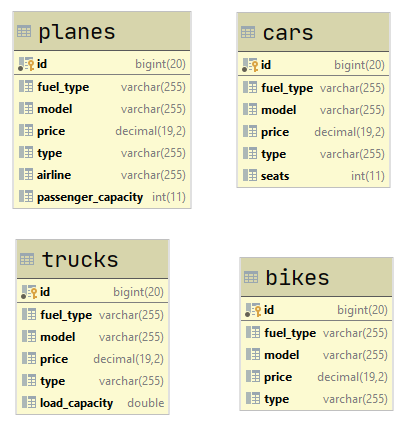 planes
id bigint(20)
fuel_type varchar(255)
model varchar(255)
price decimal(19,2)
type varchar(255)
airline varchar(255)
passenger_capacity int(11)
cars
id bigint(20)
fuel_type varchar(255)
model varchar(255)
price decimal(19,2)
type varchar(255)
seats int(11)
trucks
id bigint(20)
fuel_type varchar(255)
model varchar(255)
price decimal(19,2)
type varchar(255)
load_capacity double
bikes
id bigint(20)
fuel_type varchar(255)
model varchar(255)
price decimal(19,2)
type varchar(255)